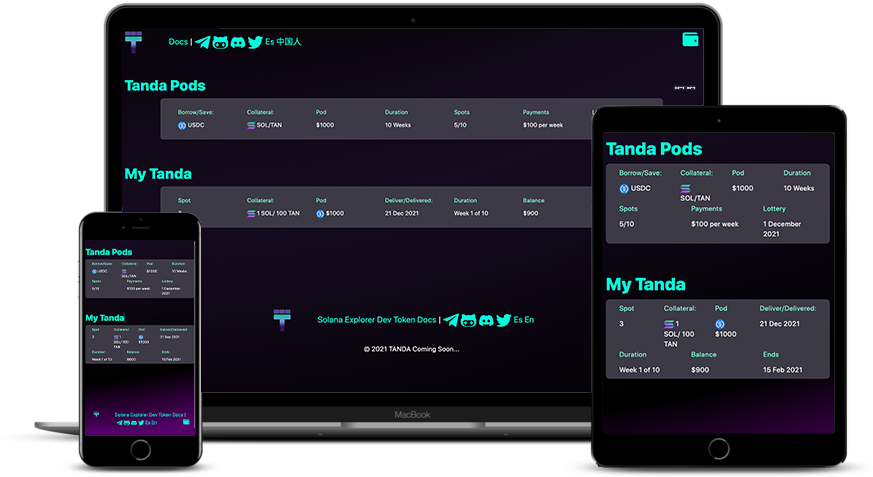 Docs | Es 中国人
Tanda Pods
Borrow/Save: Collateral: Pod Duration Spots Payments
USDC SOL/TAN $1000 10 Weeks 5/10 $100 per week
My Tanda
Spot Collateral: Pod Deliver/Delivered: Duration Balance
1 SOL/ 100 TAN $1000 21 Dec 2021 Week 1 of 10 $900
Solana Explorer Dev Token Docs | Es En
© 2021 TANDA Coming Soon...
MacBook
Tanda Pods
Borrow/Save: Collateral: Pod Duration
USDC SOL/TAN $1000 10 Weeks
Spots Payments Lottery
5/10 $100 per week 1 December
2021
My Tanda
Spot Collateral: Pod Deliver/Delivered:
3 1 SOL/ 100 TAN $1000 21 Dec 2021
Duration Balance Ends
Week 1 of 10 $900 15 Feb 2021
Tanda Pods
Borrow/Save: Collateral: Pod Duration
USDC SOL/TAN $1000 10 Weeks
Spots Payments Lottery
5/10 $100 per week 1 December
2021
My Tanda
Spot Collateral: Pod Deliver/Delivered:
3 1 SOL/ 100 TAN $1000 21 Dec 2021
Duration Balance Ends
Week 1 of 10 $900 15 Feb 2021
Solana Explorer Dev Token Docs |
Es En